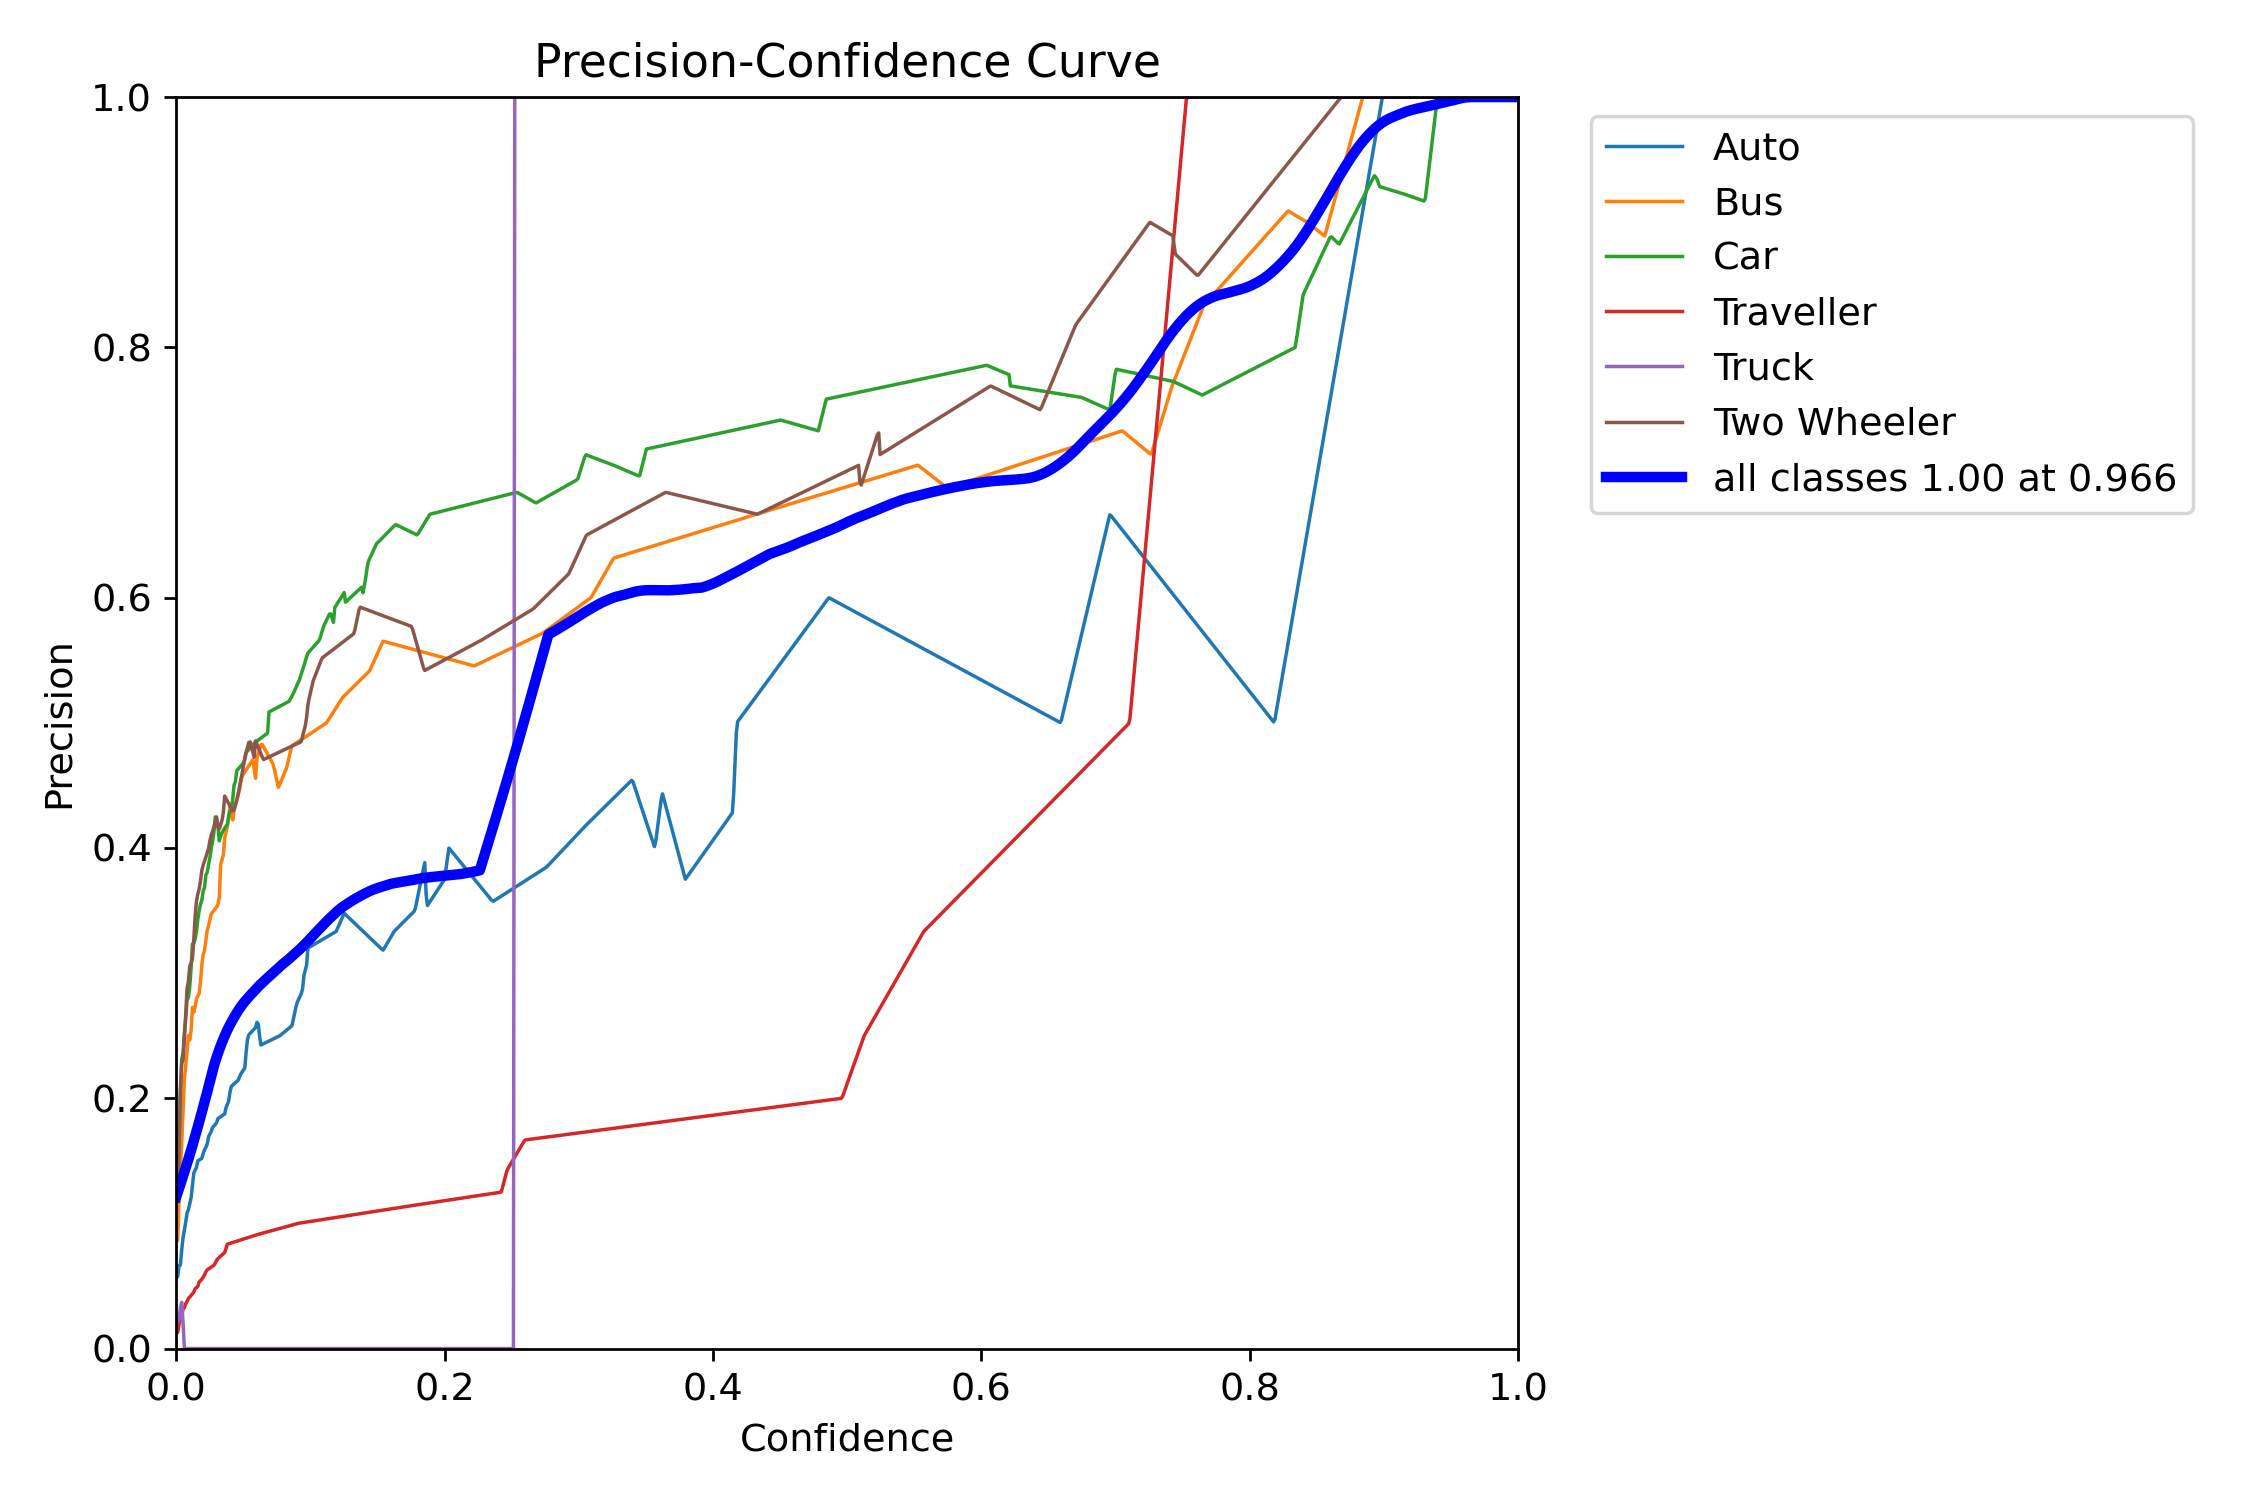 Precision-Confidence Curve
1.0
0.8
0.6
0.4
0.2
0.0
Precision
0.0 0.2 0.4 0.6 0.8 1.0
Confidence
Auto
Bus
Car
Traveller
Truck
Two Wheeler
all classes 1.00 at 0.966